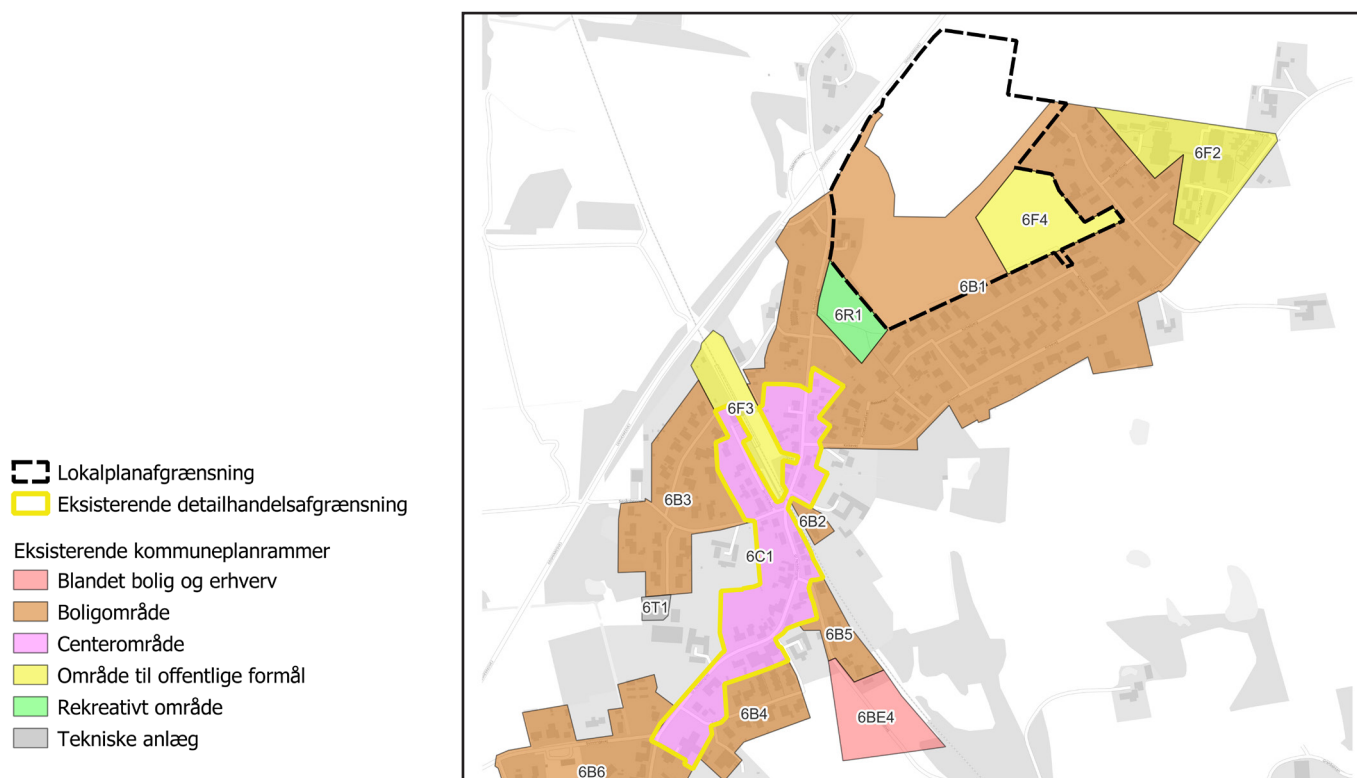 Lokalplanafgrænsning
Eksisterende detailhandelsafgrænsning
Eksisterende kommuneplanrammer
Blandet bolig og erhverv
Boligområde
Centerområde
Område til offentlige formål
Rekreativt område
Tekniske anlæg
6F2
6F4
6B1
6R1
6F3
6B3
6B2
6C1
6T1
6B5
6B4
6BE4
6B6